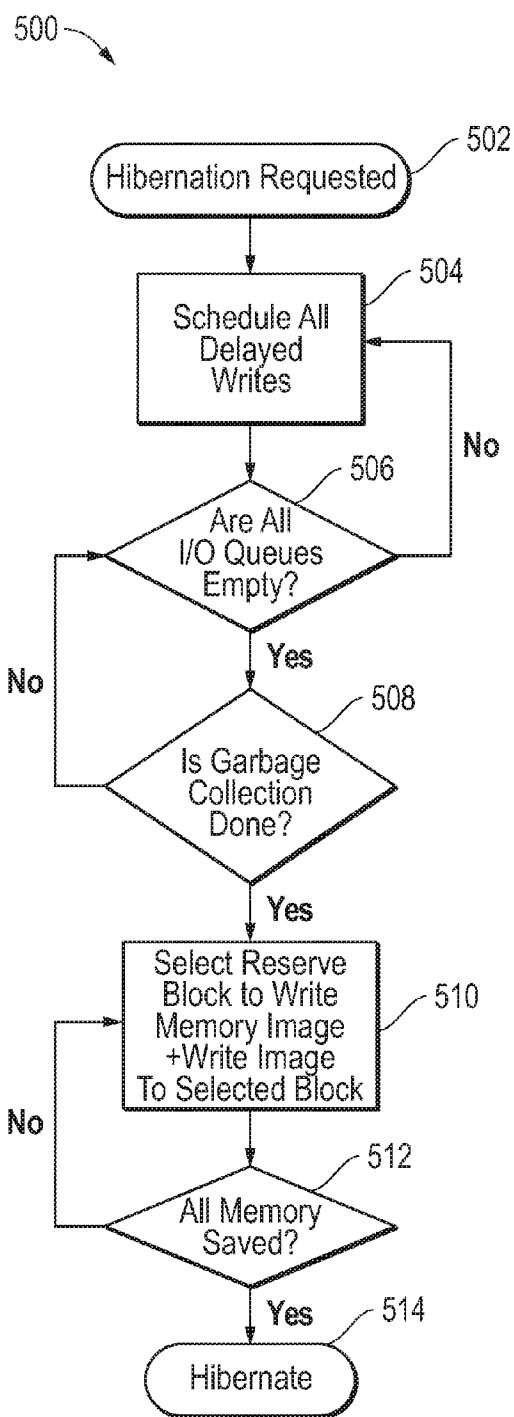 500
Hibernation Requested
502
504
Schedule All
Delayed
Writes
No
506
Are All
I/O Queues
Empty?
Yes
No
508
Is Garbage
Collection
Done?
Yes
Select Reserve
Block to Write
Memory Image
+Write Image
To Selected Block
510
No
512
All Memory
Saved?
Yes
514
Hibernate